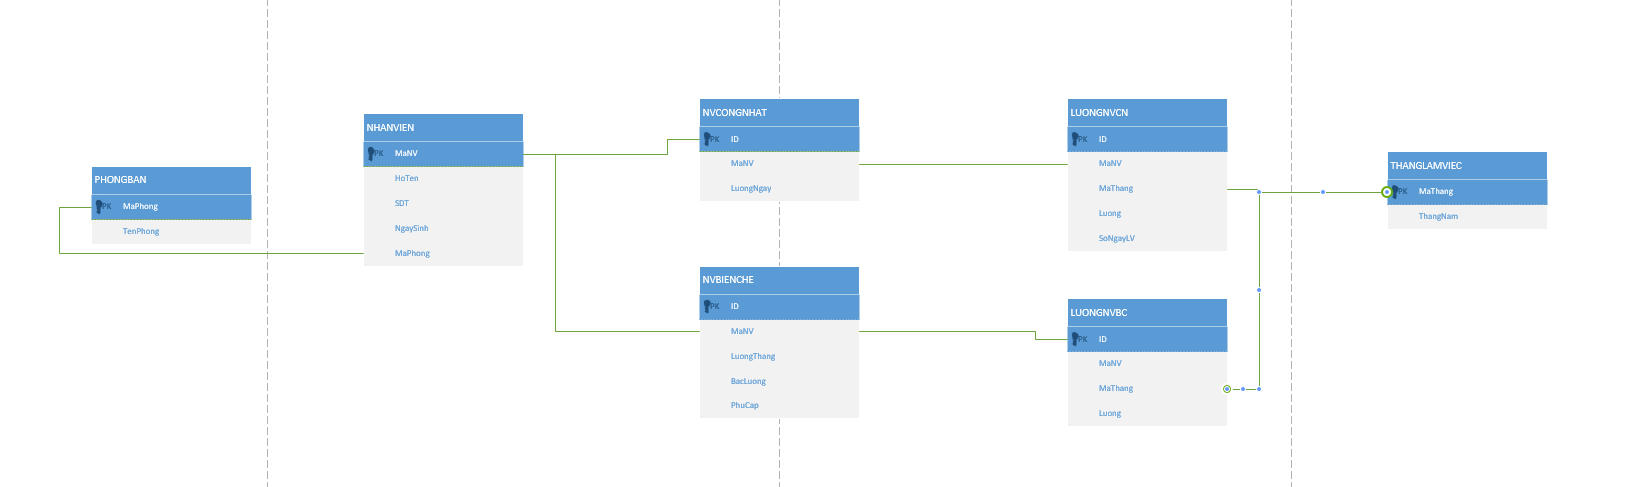 PHONGBAN
PK MaPhong
TenPhong
NHANVIEN
PK MaNV
HoTen
SDT
NgaySinh
MaPhong
NVCONGNHAT
PK ID
MaNV
LuongNgay
NVBIENCHE
PK ID
MaNV
LuongThang
BacLuong
PhuCap
LUONGNVCN
PK ID
MaNV
MaThang
Luong
SoNgayLV
LUONGNVBC
PK ID
MaNV
MaThang
Luong
THANGLAMVIEC
PK MaThang
ThangNam